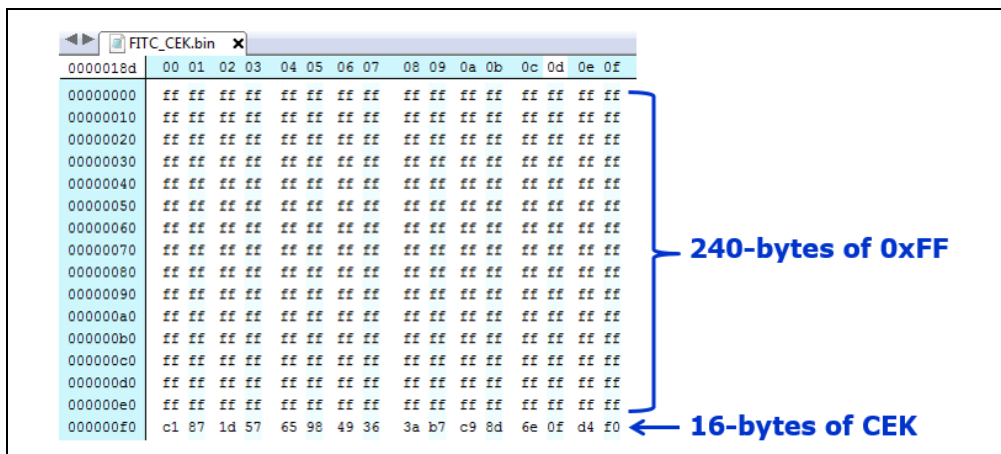 FITC_CEK.bin x
0000018d 00 01 02 03 04 05 06 07 08 09 0a 0b 0c 0d 0e 0f
00000000 ff ff ff ff ff ff ff ff ff ff ff ff ff ff ff ff
00000010 ff ff ff ff ff ff ff ff ff ff ff ff ff ff ff ff
00000020 ff ff ff ff ff ff ff ff ff ff ff ff ff ff ff ff
00000030 ff ff ff ff ff ff ff ff ff ff ff ff ff ff ff ff
00000040 ff ff ff ff ff ff ff ff ff ff ff ff ff ff ff ff
00000050 ff ff ff ff ff ff ff ff ff ff ff ff ff ff ff ff
00000060 ff ff ff ff ff ff ff ff ff ff ff ff ff ff ff ff
00000070 ff ff ff ff ff ff ff ff ff ff ff ff ff ff ff ff 240-bytes of 0xFF
00000080 ff ff ff ff ff ff ff ff ff ff ff ff ff ff ff ff
00000090 ff ff ff ff ff ff ff ff ff ff ff ff ff ff ff ff
000000a0 ff ff ff ff ff ff ff ff ff ff ff ff ff ff ff ff
000000b0 ff ff ff ff ff ff ff ff ff ff ff ff ff ff ff ff
000000c0 ff ff ff ff ff ff ff ff ff ff ff ff ff ff ff ff
000000d0 ff ff ff ff ff ff ff ff ff ff ff ff ff ff ff ff
000000e0 ff ff ff ff ff ff ff ff ff ff ff ff ff ff ff ff
000000f0 c1 87 1d 57 65 98 49 36 3a b7 c9 8d 6e 0f d4 f0 16-bytes of CEK